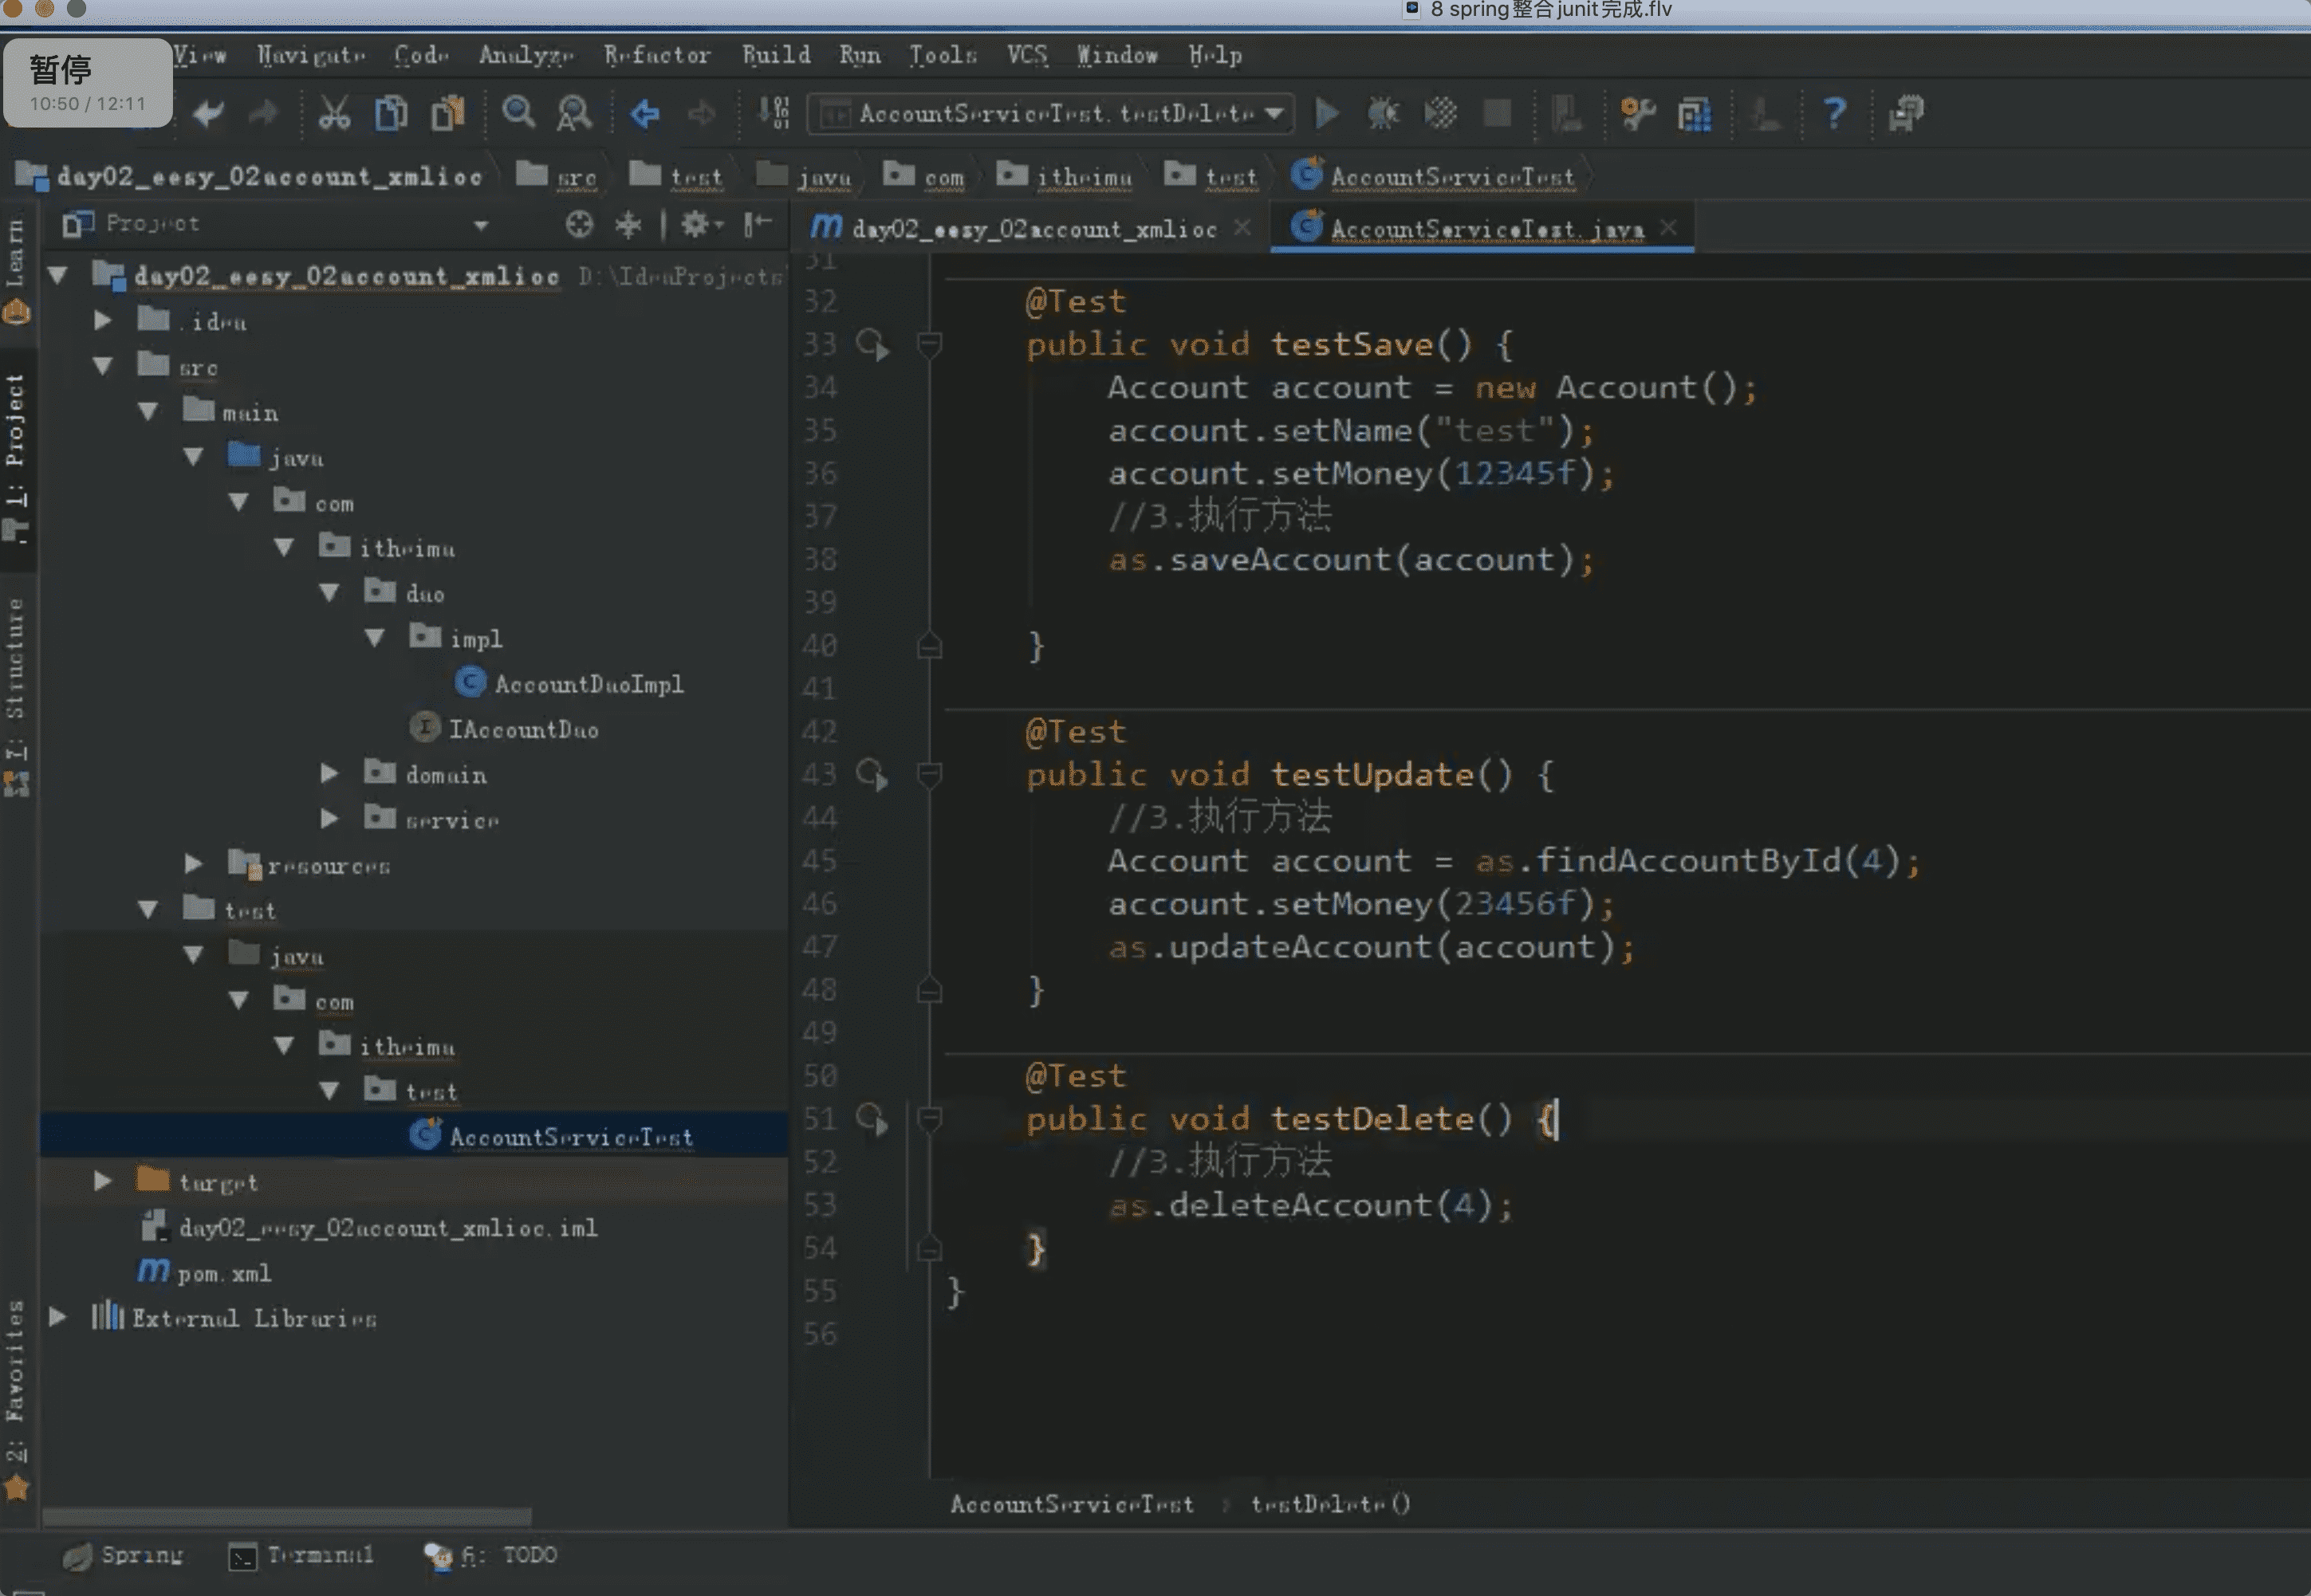 8 spring整合junit完成.flv
View Navigate Code Analyze Refactor Build Run Tools VCS Window Help
暂停
10:50 / 12:11
AccountServiceTest.testDelete
day02_eesy_02account_xmlioc src test java com itheima test AccountServiceTest
Project
day02_eesy_02account_xmlioc
AccountServiceTest.java
Learn
1: Project
7: Structure
2: Favorites
day02_eesy_02account_xmlioc D:\IdeaProjects\
.idea
src
main
java
com
itheima
dao
impl
AccountDaoImpl
IAccountDao
domain
service
resources
test
java
com
itheima
test
AccountServiceTest
target
day02_eesy_02account_xmlioc.iml
pom.xml
External Libraries
31
32 @Test
33 public void testSave() {
34 Account account = new Account();
35 account.setName("test");
36 account.setMoney(12345f);
37 //3.执行方法
38 as.saveAccount(account);
39
40 }
41
42 @Test
43 public void testUpdate() {
44 //3.执行方法
45 Account account = as.findAccountById(4);
46 account.setMoney(23456f);
47 as.updateAccount(account);
48 }
49
50 @Test
51 public void testDelete() {
52 //3.执行方法
53 as.deleteAccount(4);
54 }
55 }
56
AccountServiceTest › testDelete()
Spring Terminal 6: TODO